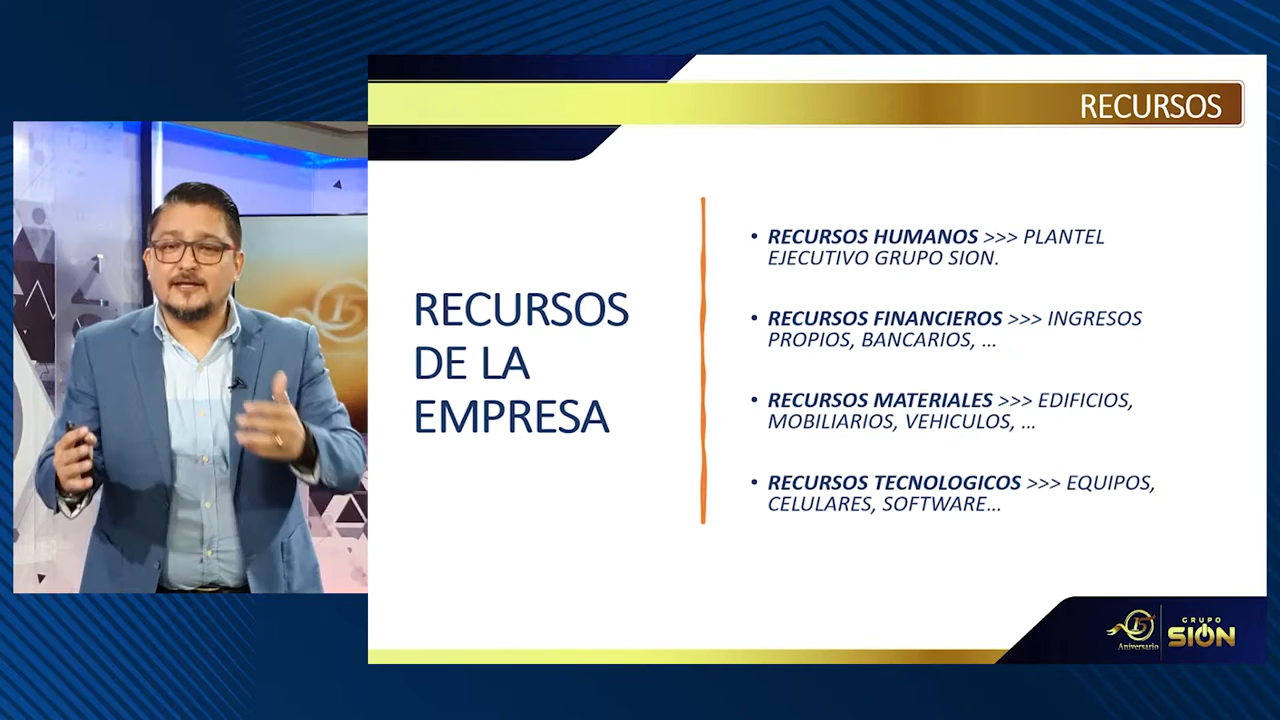 RECURSOS
RECURSOS
DE LA
EMPRESA
• RECURSOS HUMANOS >>> PLANTEL
EJECUTIVO GRUPO SION.
• RECURSOS FINANCIEROS >>> INGRESOS
PROPIOS, BANCARIOS, ...
• RECURSOS MATERIALES >>> EDIFICIOS,
MOBILIARIOS, VEHICULOS, ...
• RECURSOS TECNOLOGICOS >>> EQUIPOS,
CELULARES, SOFTWARE...
15
15
Aniversario
GRUPO
SION